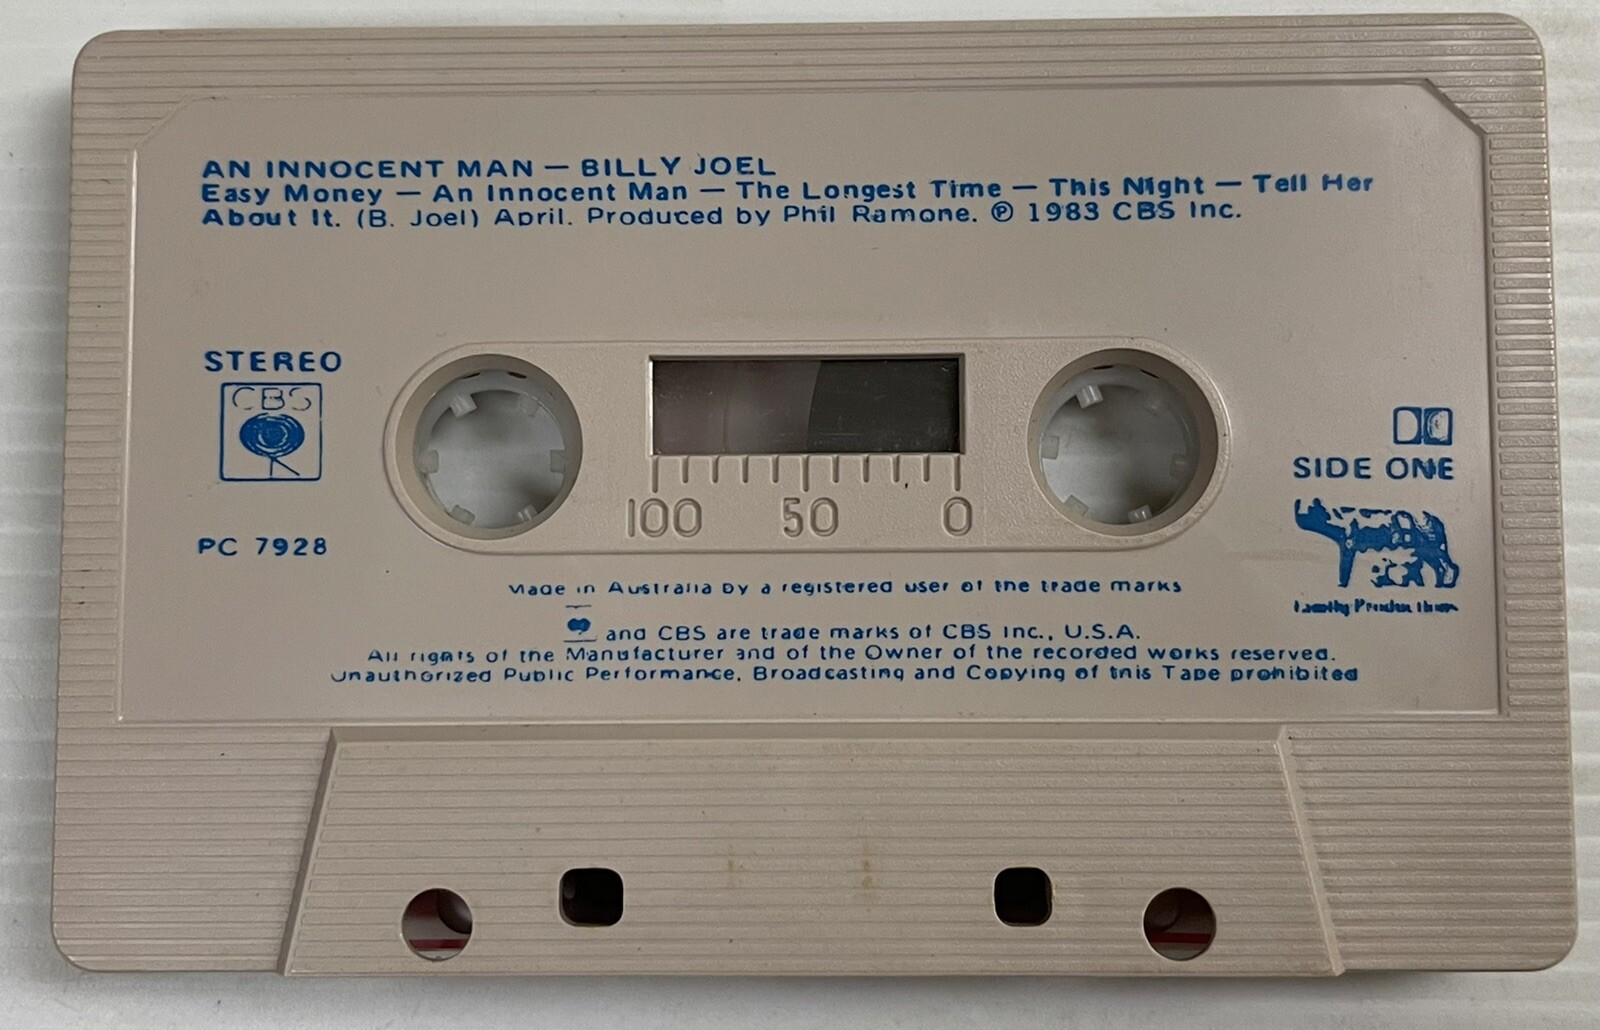 AN INNOCENT MAN — BILLY JOEL
Easy Money — An Innocent Man — The Longest Time — This Night — Tell Her
About It. (B. Joel) April. Produced by Phil Ramone. ℗ 1983 CBS Inc.
STEREO
CBS
PC 7928
100 50 0
SIDE ONE
Family Productions
Made in Australia by a registered user of the trade marks
and CBS are trade marks of CBS Inc., U.S.A.
All rights of the Manufacturer and of the Owner of the recorded works reserved.
Unauthorized Public Performance, Broadcasting and Copying of this Tape prohibited